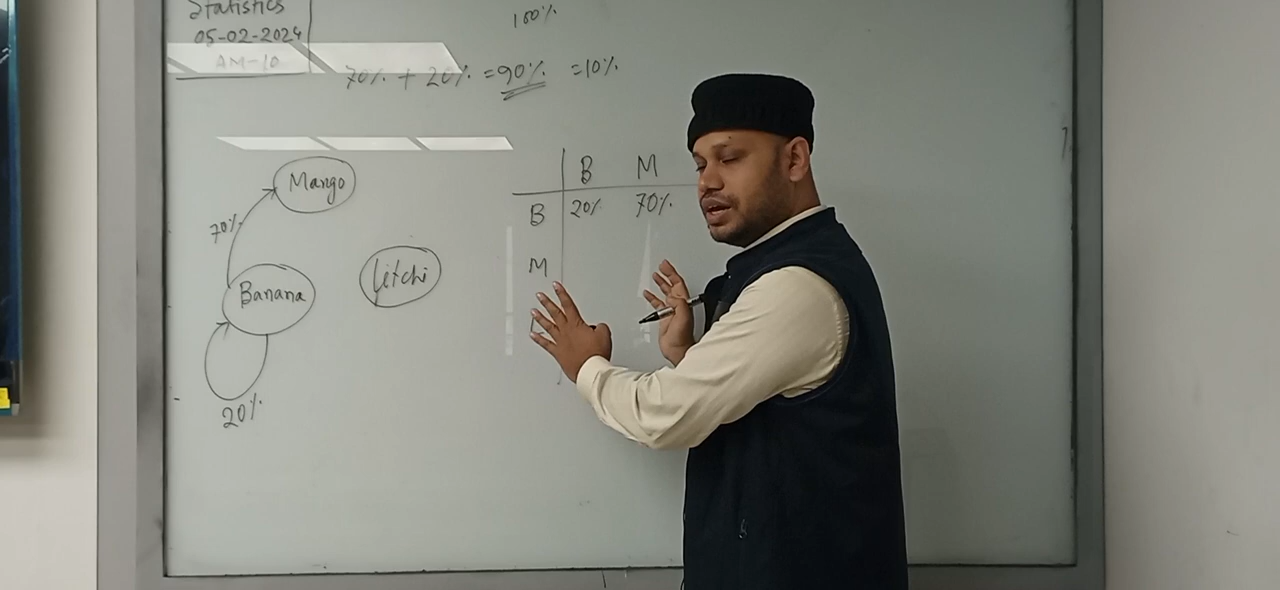 Statistics
05-02-2024
AM-10
100%
70% + 20% = 90% = 10%
Mango
70%
Banana
Litchi
20%
B M
B 20% 70%
M